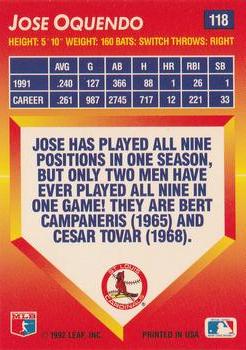 JOSE OQUENDO
118
HEIGHT: 5' 10" WEIGHT: 160 BATS: SWITCH THROWS: RIGHT
AVG G AB H HR RBI SB
1991 .240 127 366 88 1 26 1
CAREER .261 987 2745 717 12 221 33
JOSE HAS PLAYED ALL NINE
POSITIONS IN ONE SEASON,
BUT ONLY TWO MEN HAVE
EVER PLAYED ALL NINE IN
ONE GAME! THEY ARE BERT
CAMPANERIS (1965) AND
CESAR TOVAR (1968).
ST. LOUIS
CARDINALS
®
© 1992 LEAF, INC.
PRINTED IN USA